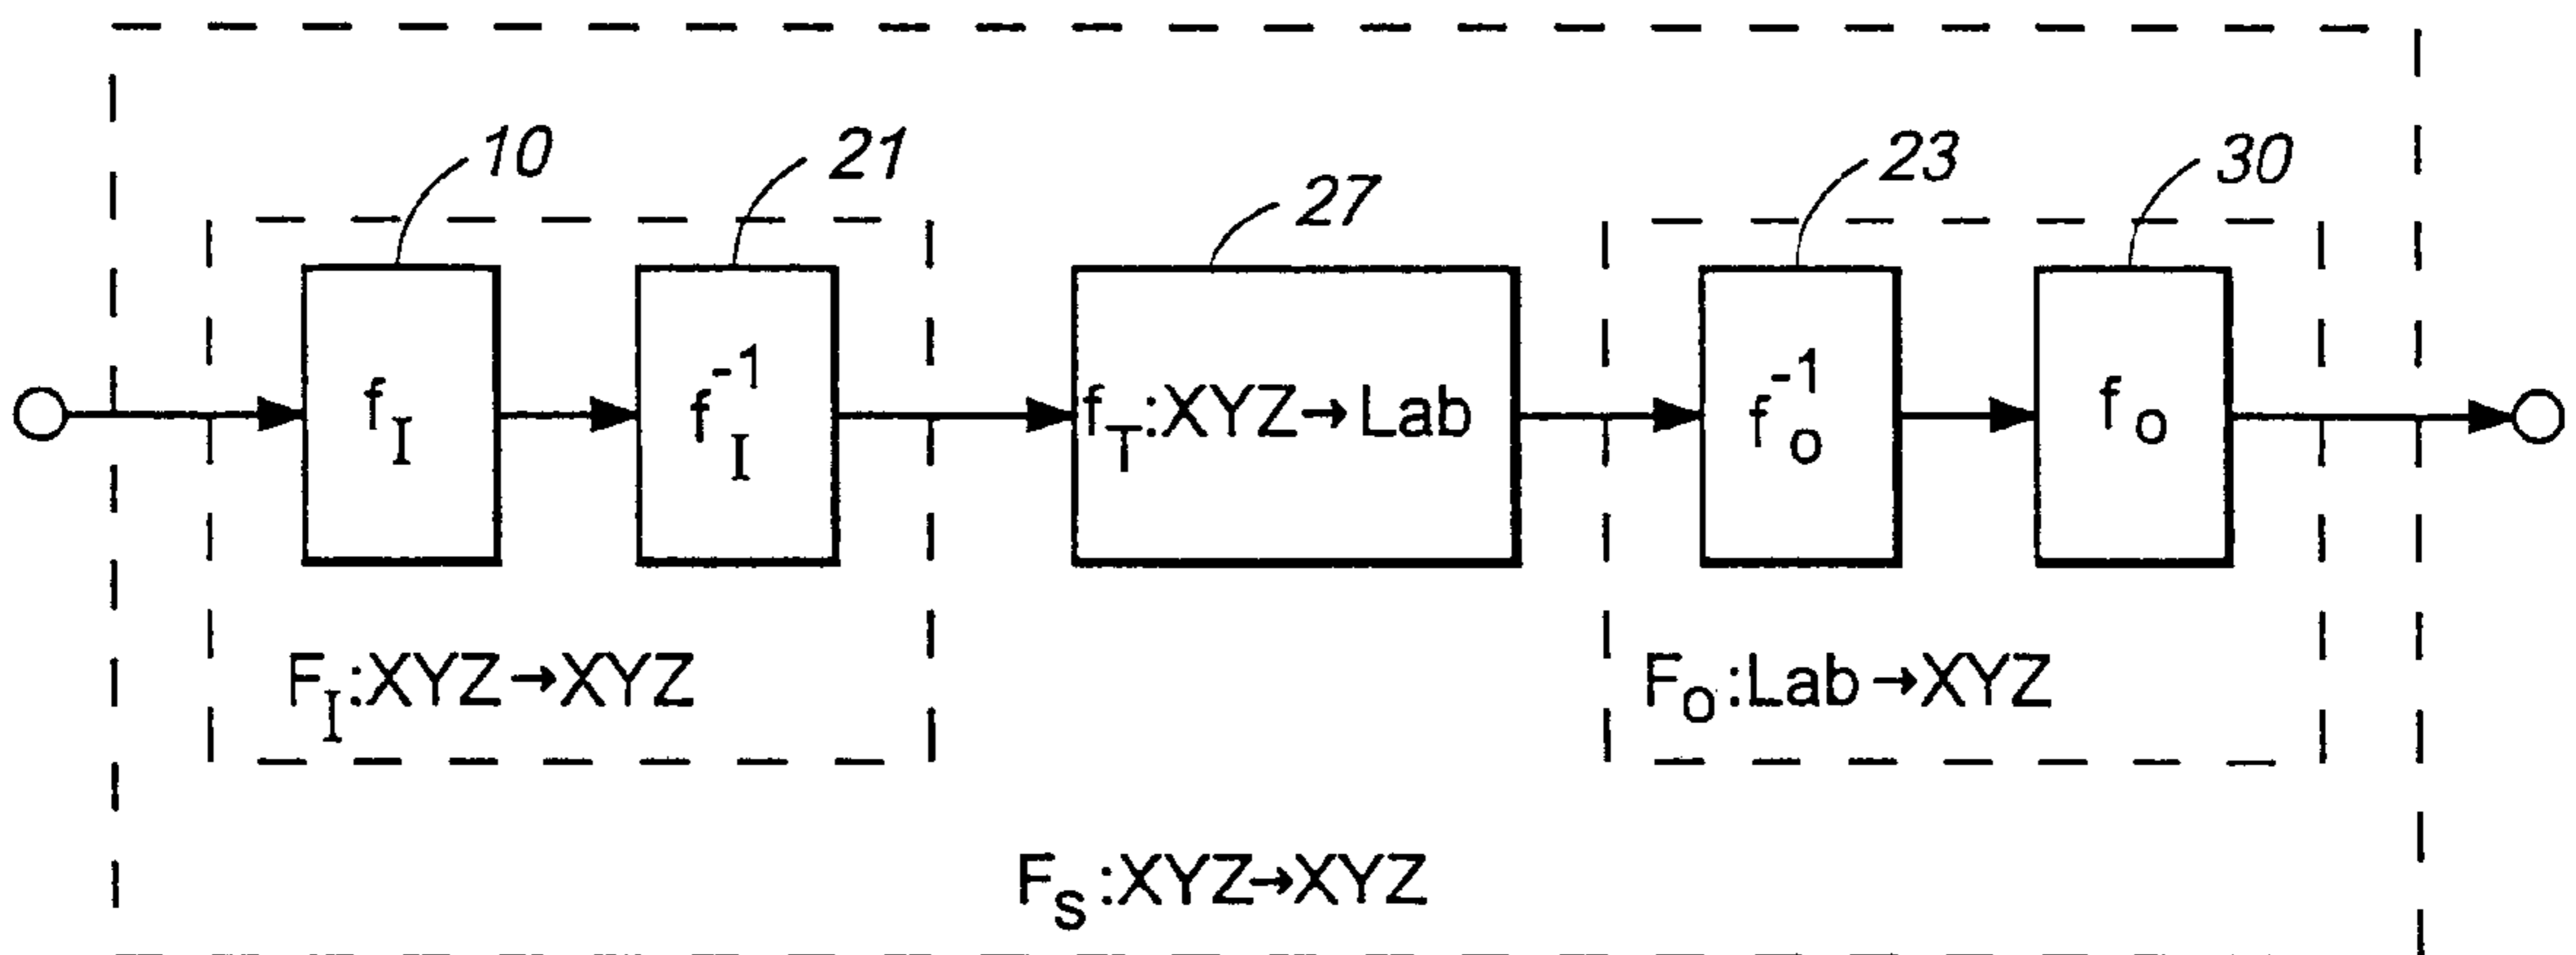 10 21 27 23 30
f_I f_I^-1 f_T:XYZ→Lab f_o^-1 f_o
F_I:XYZ→XYZ F_O:Lab→XYZ
F_S:XYZ→XYZ